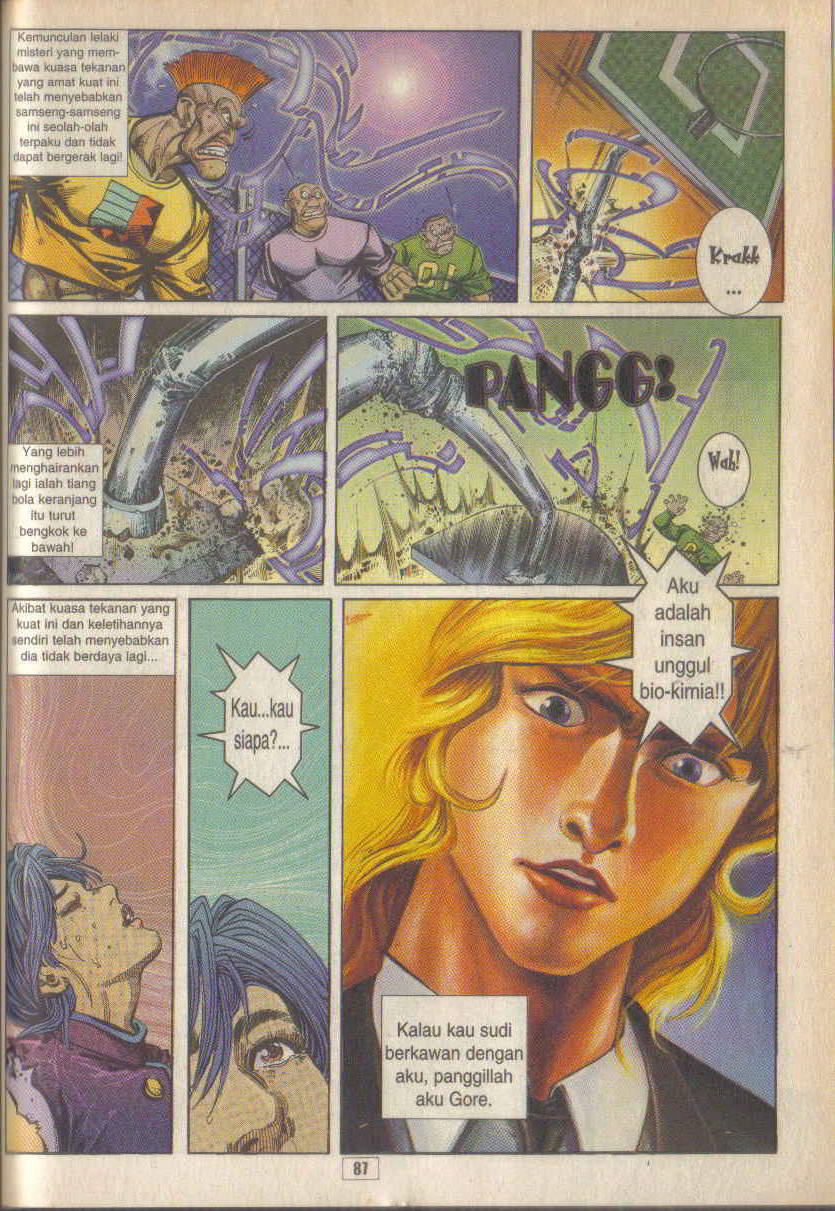 Kemunculan lelaki
misteri yang mem-
bawa kuasa tekanan
yang amat kuat ini
telah menyebabkan
samseng-samseng
ini seolah-olah
terpaku dan tidak
dapat bergerak lagi!
Krakk
...
Yang lebih
menghairankan
lagi ialah tiang
bola keranjang
itu turut
bengkok ke
bawah!
PANGG!
Wah!
Akibat kuasa tekanan yang
kuat ini dan keletihannya
sendiri telah menyebabkan
dia tidak berdaya lagi...
Kau...kau
siapa?...
Aku
adalah
insan
unggul
bio-kimia!!
Kalau kau sudi
berkawan dengan
aku, panggillah
aku Gore.
87